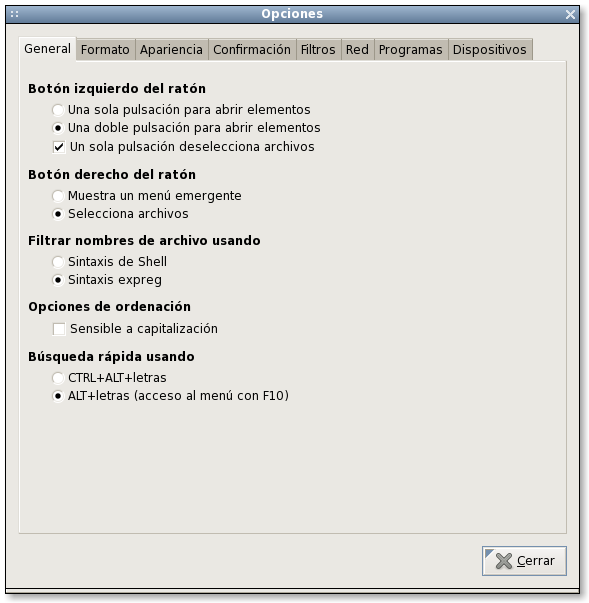 Opciones
General Formato Apariencia Confirmación Filtros Red Programas Dispositivos
Botón izquierdo del ratón
Una sola pulsación para abrir elementos
Una doble pulsación para abrir elementos
Un sola pulsación deselecciona archivos
Botón derecho del ratón
Muestra un menú emergente
Selecciona archivos
Filtrar nombres de archivo usando
Sintaxis de Shell
Sintaxis expreg
Opciones de ordenación
Sensible a capitalización
Búsqueda rápida usando
CTRL+ALT+letras
ALT+letras (acceso al menú con F10)
Cerrar